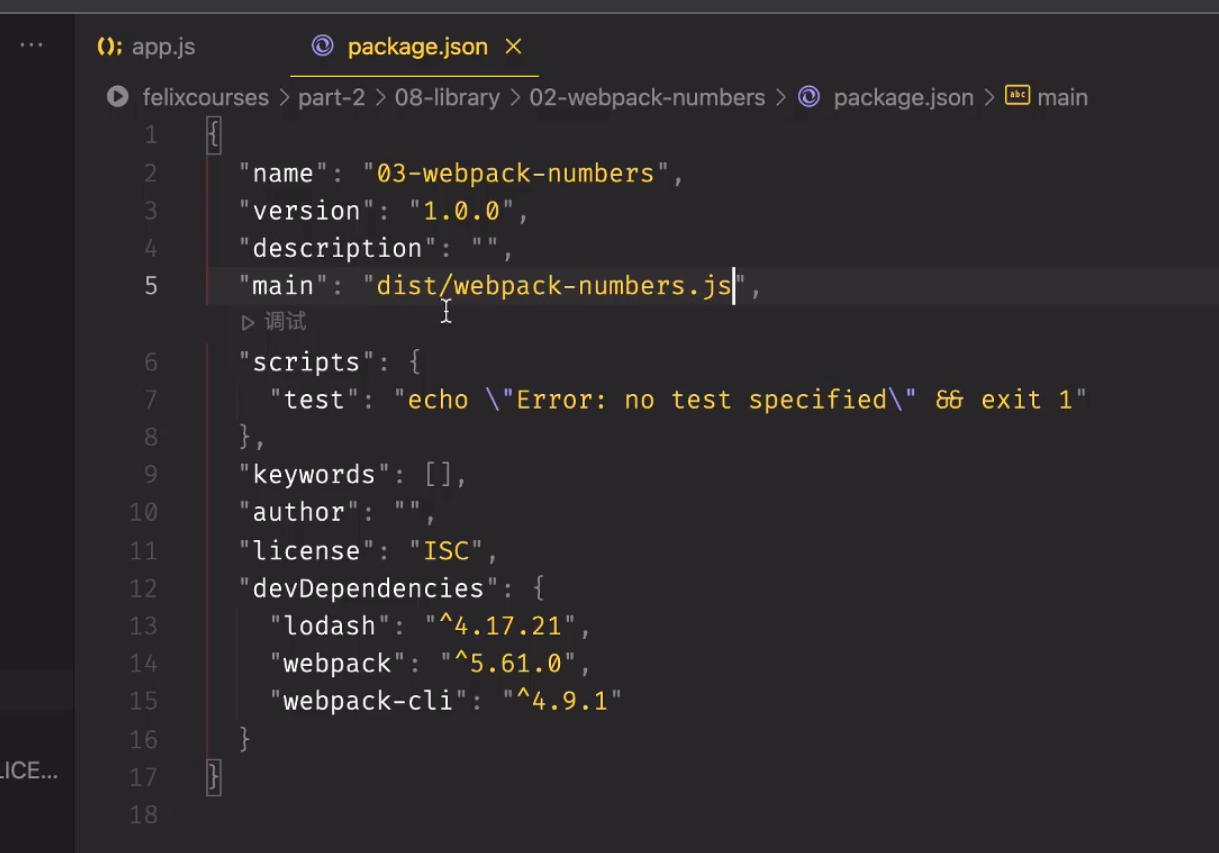 ... app.js package.json ×
felixcourses > part-2 > 08-library > 02-webpack-numbers > package.json > abc main
1 {
2 "name": "03-webpack-numbers",
3 "version": "1.0.0",
4 "description": "",
5 "main": "dist/webpack-numbers.js",
调试
6 "scripts": {
7 "test": "echo \"Error: no test specified\" && exit 1"
8 },
9 "keywords": [],
10 "author": "",
11 "license": "ISC",
12 "devDependencies": {
13 "lodash": "^4.17.21",
14 "webpack": "^5.61.0",
15 "webpack-cli": "^4.9.1"
16 }
LICE...
17 }
18